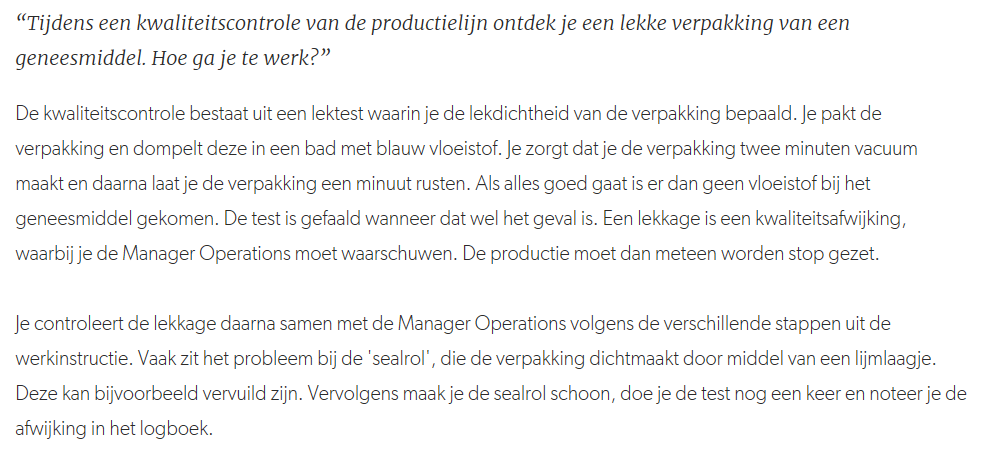 “Tijdens een kwaliteitscontrole van de productielijn ontdek je een lekke verpakking van een
geneesmiddel. Hoe ga je te werk?”
De kwaliteitscontrole bestaat uit een lektest waarin je de lekdichtheid van de verpakking bepaald. Je pakt de
verpakking en dompelt deze in een bad met blauw vloeistof. Je zorgt dat je de verpakking twee minuten vacuum
maakt en daarna laat je de verpakking een minuut rusten. Als alles goed gaat is er dan geen vloeistof bij het
geneesmiddel gekomen. De test is gefaald wanneer dat wel het geval is. Een lekkage is een kwaliteitsafwijking,
waarbij je de Manager Operations moet waarschuwen. De productie moet dan meteen worden stop gezet.
Je controleert de lekkage daarna samen met de Manager Operations volgens de verschillende stappen uit de
werkinstructie. Vaak zit het probleem bij de 'sealrol', die de verpakking dichtmaakt door middel van een lijmlaagje.
Deze kan bijvoorbeeld vervuild zijn. Vervolgens maak je de sealrol schoon, doe je de test nog een keer en noteer je de
afwijking in het logboek.